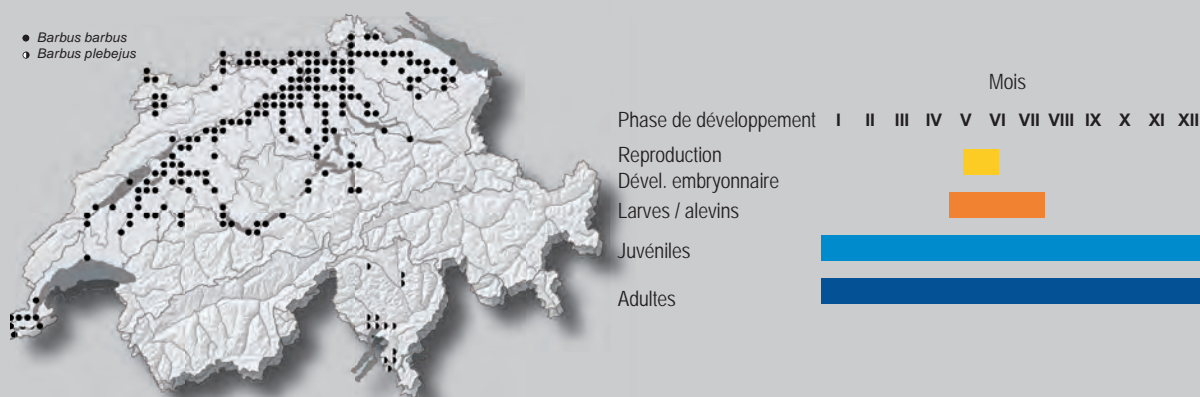 Barbus barbus
Barbus plebejus
Mois
Phase de développement I II III IV V VI VII VIII IX X XI XII
Reproduction
Dével. embryonnaire
Larves / alevins
Juvéniles
Adultes